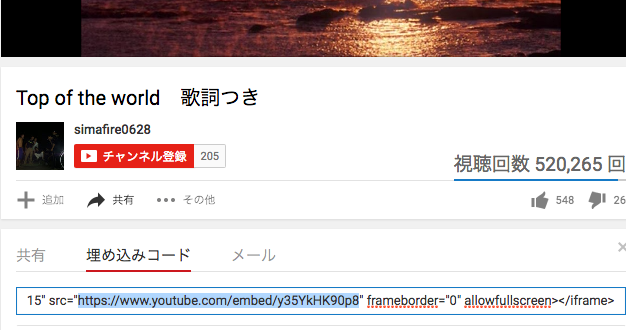 Top of the world　歌詞つき
simafire0628
チャンネル登録 205
視聴回数 520,265 回
追加 共有 その他 548 26
共有 埋め込みコード メール
15" src="https://www.youtube.com/embed/y35YkHK90p8" frameborder="0" allowfullscreen></iframe>